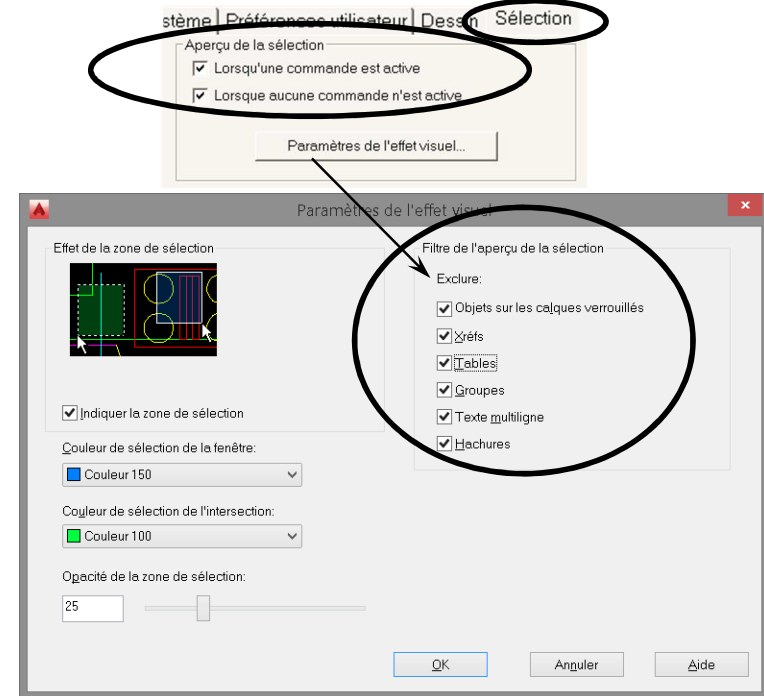 stème Préférences utilisateur Dessin Sélection
Aperçu de la sélection
Lorsqu'une commande est active
Lorsque aucune commande n'est active
Paramètres de l'effet visuel...
Paramètres de l'effet visuel
Effet de la zone de sélection
Filtre de l'aperçu de la sélection
Exclure:
Objets sur les calques verrouillés
Xréfs
Tables
Groupes
Texte multiligne
Hachures
Indiquer la zone de sélection
Couleur de sélection de la fenêtre:
Couleur 150
Couleur de sélection de l'intersection:
Couleur 100
Opacité de la zone de sélection:
25
OK Annuler Aide